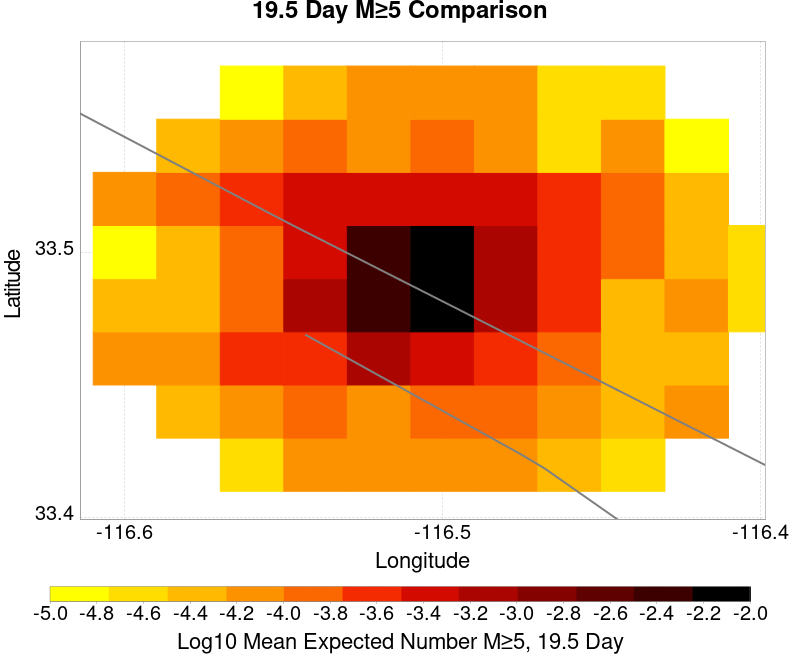 19.5 Day M≥5 Comparison
Latitude
33.5
33.4
-116.6 -116.5 -116.4
Longitude
-5.0 -4.8 -4.6 -4.4 -4.2 -4.0 -3.8 -3.6 -3.4 -3.2 -3.0 -2.8 -2.6 -2.4 -2.2 -2.0
Log10 Mean Expected Number M≥5, 19.5 Day